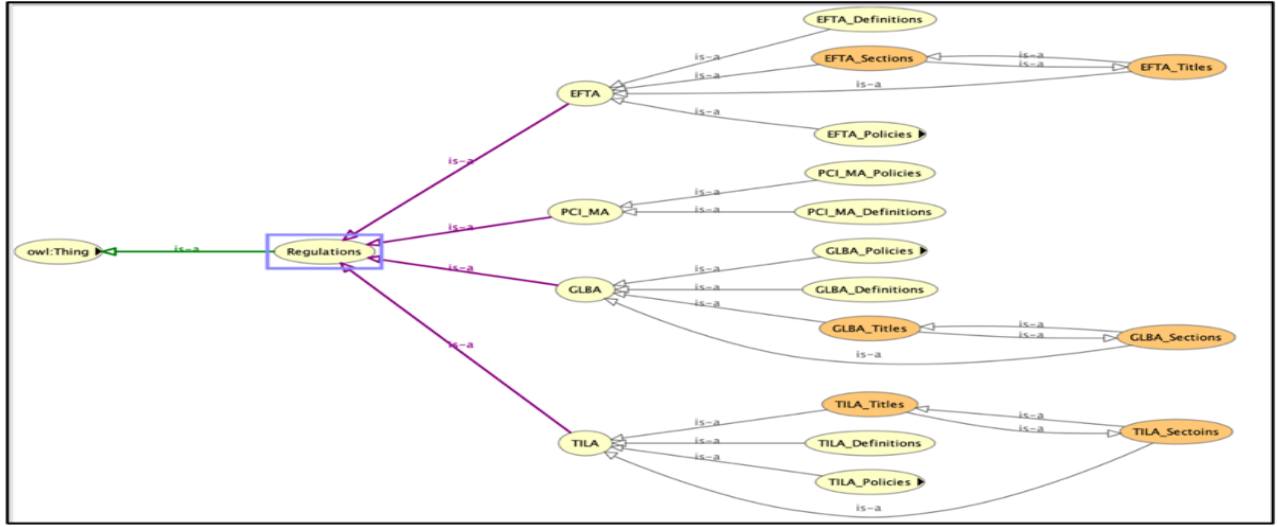 EFTA_Definitions
is-a
EFTA_Sections
is-a
is-a
is-a
EFTA_Titles
is-a
EFTA
is-a
EFTA_Policies
is-a
PCI_MA_Policies
is-a
PCI_MA
is-a
PCI_MA_Definitions
is-a
owl:Thing
is-a
Regulations
GLBA_Policies
is-a
is-a
GLBA
is-a
GLBA_Definitions
is-a
GLBA_Titles
is-a
is-a
GLBA_Sections
is-a
is-a
TILA_Titles
is-a
is-a
is-a
TILA_Sectoins
TILA
is-a
TILA_Definitions
is-a
TILA_Policies
is-a